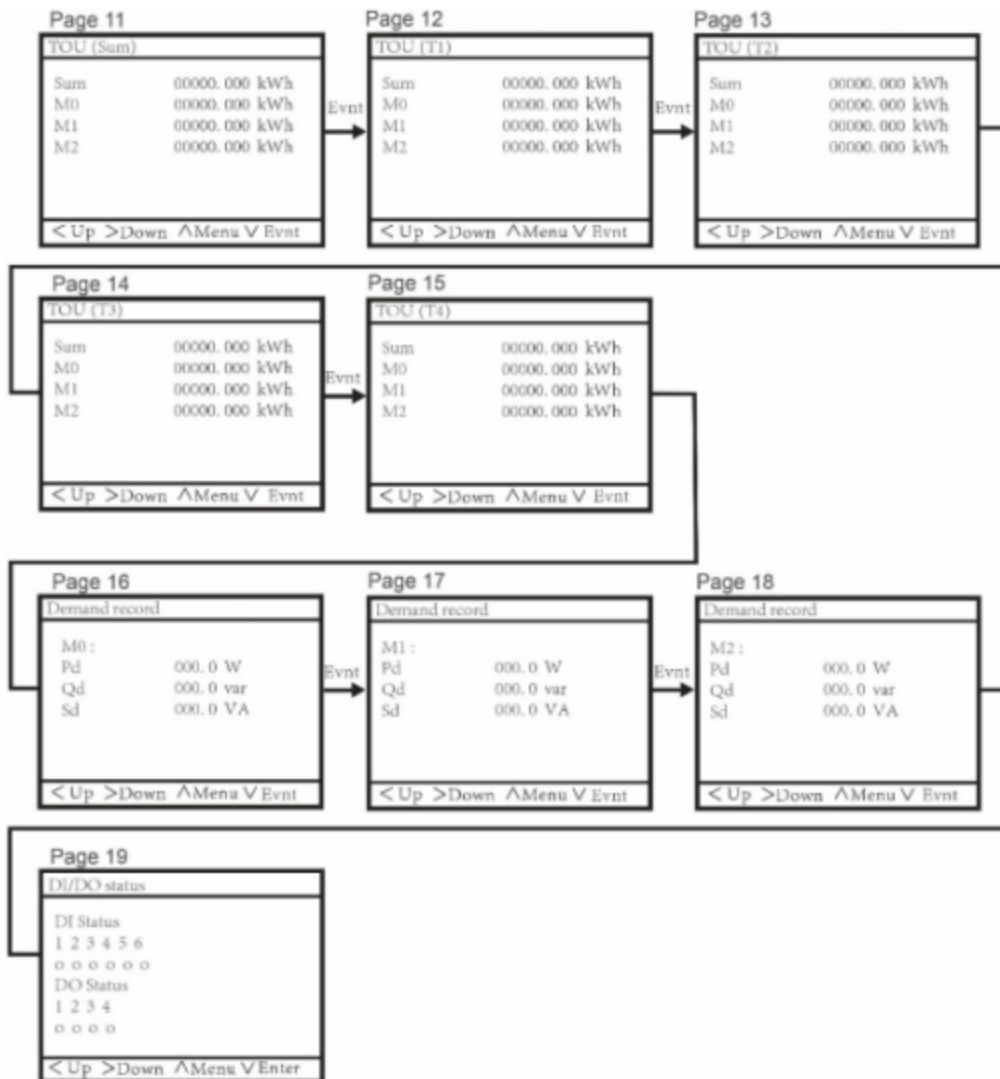 Page 11
TOU (Sum)
Sum 00000.000 kWh
M0 00000.000 kWh
M1 00000.000 kWh
M2 00000.000 kWh
< Up >Down ΛMenu V Evnt
Evnt
Page 12
TOU (T1)
Sum 00000.000 kWh
M0 00000.000 kWh
M1 00000.000 kWh
M2 00000.000 kWh
< Up >Down ΛMenu V Evnt
Evnt
Page 13
TOU (T2)
Sum 00000.000 kWh
M0 00000.000 kWh
M1 00000.000 kWh
M2 00000.000 kWh
< Up >Down ΛMenu V Evnt
Page 14
TOU (T3)
Sum 00000.000 kWh
M0 00000.000 kWh
M1 00000.000 kWh
M2 00000.000 kWh
< Up >Down ΛMenu V Evnt
Evnt
Page 15
TOU (T4)
Sum 00000.000 kWh
M0 00000.000 kWh
M1 00000.000 kWh
M2 00000.000 kWh
< Up >Down ΛMenu V Evnt
Page 16
Demand record
M0 :
Pd 000.0 W
Qd 000.0 var
Sd 000.0 VA
< Up >Down ΛMenu V Evnt
Evnt
Page 17
Demand record
M1 :
Pd 000.0 W
Qd 000.0 var
Sd 000.0 VA
< Up >Down ΛMenu V Evnt
Evnt
Page 18
Demand record
M2 :
Pd 000.0 W
Qd 000.0 var
Sd 000.0 VA
< Up >Down ΛMenu V Evnt
Page 19
DI/DO status
DI Status
1 2 3 4 5 6
o o o o o o
DO Status
1 2 3 4
o o o o
< Up >Down ΛMenu V Enter